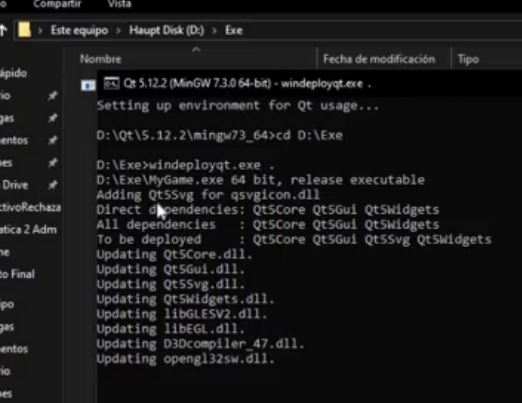 Compartir Vista
Este equipo > Haupt Disk (D:) > Exe
Nombre Fecha de modificación Tipo
Qt 5.12.2 (MinGW 7.3.0 64-bit) - windeployqt.exe .
Setting up environment for Qt usage...
D:\Qt\5.12.2\mingw73_64>cd D:\Exe
D:\Exe>windeployqt.exe .
D:\Exe\MyGame.exe 64 bit, release executable
Adding Qt5Svg for qsvgicon.dll
Direct dependencies: Qt5Core Qt5Gui Qt5Widgets
All dependencies   : Qt5Core Qt5Gui Qt5Widgets
To be deployed     : Qt5Core Qt5Gui Qt5Svg Qt5Widgets
Updating Qt5Core.dll.
Updating Qt5Gui.dll.
Updating Qt5Svg.dll.
Updating Qt5Widgets.dll.
Updating libGLESV2.dll.
Updating libEGL.dll.
Updating D3Dcompiler_47.dll.
Updating opengl32sw.dll.
ápido
io
gas
entos
es
Drive
ctivoRechaza
atica 2 Adm
ne
to Final
ipo
gas
entos
io
es